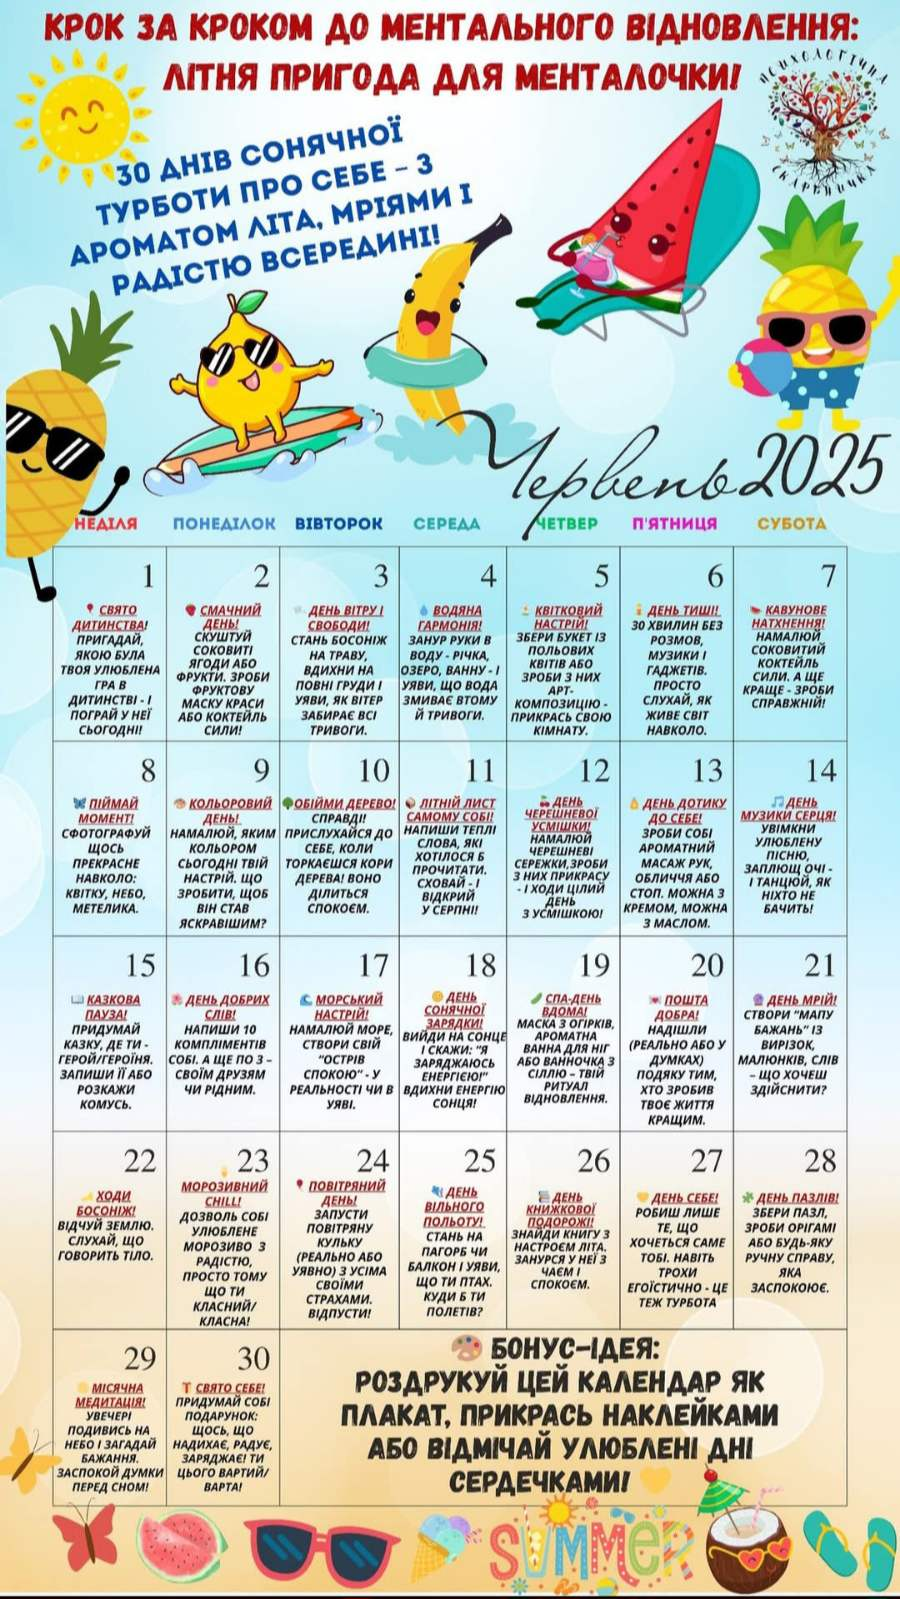 КРОК ЗА КРОКОМ ДО МЕНТАЛЬНОГО ВІДНОВЛЕННЯ:
ЛІТНЯ ПРИГОДА ДЛЯ МЕНТАЛОЧКИ!
ПСИХОЛОГІЧНА
СКАРБНИЧКА
30 ДНІВ СОНЯЧНОЇ
ТУРБОТИ ПРО СЕБЕ – З
АРОМАТОМ ЛІТА, МРІЯМИ І
РАДІСТЮ ВСЕРЕДИНІ!
Червень 2025
НЕДІЛЯ ПОНЕДІЛОК ВІВТОРОК СЕРЕДА ЧЕТВЕР П'ЯТНИЦЯ СУБОТА
1
СВЯТО
ДИТИНСТВА!
ПРИГАДАЙ,
ЯКОЮ БУЛА
ТВОЯ УЛЮБЛЕНА
ГРА В
ДИТИНСТВІ - І
ПОГРАЙ У НЕЇ
СЬОГОДНІ!
2
СМАЧНИЙ
ДЕНЬ!
СКУШТУЙ
СОКОВИТІ
ЯГОДИ АБО
ФРУКТИ. ЗРОБИ
ФРУКТОВУ
МАСКУ КРАСИ
АБО КОКТЕЙЛЬ
СИЛИ!
3
ДЕНЬ ВІТРУ І
СВОБОДИ!
СТАНЬ БОСОНІЖ
НА ТРАВУ,
ВДИХНИ НА
ПОВНІ ГРУДИ І
УЯВИ, ЯК ВІТЕР
ЗАБИРАЄ ВСІ
ТРИВОГИ.
4
ВОДЯНА
ГАРМОНІЯ!
ЗАНУР РУКИ В
ВОДУ - РІЧКА,
ОЗЕРО, ВАННУ - І
УЯВИ, ЩО ВОДА
ЗМИВАЄ ВТОМУ
Й ТРИВОГИ.
5
КВІТКОВИЙ
НАСТРІЙ!
ЗБЕРИ БУКЕТ ІЗ
ПОЛЬОВИХ
КВІТІВ АБО
ЗРОБИ З НИХ
АРТ-
КОМПОЗИЦІЮ -
ПРИКРАСЬ СВОЮ
КІМНАТУ.
6
ДЕНЬ ТИШІ!
30 ХВИЛИН БЕЗ
РОЗМОВ,
МУЗИКИ І
ГАДЖЕТІВ.
ПРОСТО
СЛУХАЙ, ЯК
ЖИВЕ СВІТ
НАВКОЛО.
7
КАВУНОВЕ
НАТХНЕННЯ!
НАМАЛЮЙ
СОКОВИТИЙ
КОКТЕЙЛЬ
СИЛИ. А ЩЕ
КРАЩЕ - ЗРОБИ
СПРАВЖНІЙ!
8
ПІЙМАЙ
МОМЕНТ!
СФОТОГРАФУЙ
ЩОСЬ
ПРЕКРАСНЕ
НАВКОЛО:
КВІТКУ, НЕБО,
МЕТЕЛИКА.
9
КОЛЬОРОВИЙ
ДЕНЬ!
НАМАЛЮЙ, ЯКИМ
КОЛЬОРОМ
СЬОГОДНІ ТВІЙ
НАСТРІЙ. ЩО
ЗРОБИТИ, ЩОБ
ВІН СТАВ
ЯСКРАВІШИМ?
10
ОБІЙМИ ДЕРЕВО!
СПРАВДІ!
ПРИСЛУХАЙСЯ ДО
СЕБЕ, КОЛИ
ТОРКАЄШСЯ КОРИ
ДЕРЕВА! ВОНО
ДІЛИТЬСЯ
СПОКОЄМ.
11
ЛІТНІЙ ЛИСТ
САМОМУ СОБІ!
НАПИШИ ТЕПЛІ
СЛОВА, ЯКІ
ХОТІЛОСЯ Б
ПРОЧИТАТИ.
СХОВАЙ - І
ВІДКРИЙ
У СЕРПНІ!
12
ДЕНЬ
ЧЕРЕШНЕВОЇ
УСМІШКИ!
НАМАЛЮЙ
ЧЕРЕШНЕВІ
СЕРЕЖКИ,ЗРОБИ
З НИХ ПРИКРАСУ
- І ХОДИ ЦІЛИЙ
ДЕНЬ
З УСМІШКОЮ!
13
ДЕНЬ ДОТИКУ
ДО СЕБЕ!
ЗРОБИ СОБІ
АРОМАТНИЙ
МАСАЖ РУК,
ОБЛИЧЧЯ АБО
СТОП. МОЖНА З
КРЕМОМ, МОЖНА
З МАСЛОМ.
14
ДЕНЬ
МУЗИКИ СЕРЦЯ!
УВІМКНИ
УЛЮБЛЕНУ
ПІСНЮ,
ЗАПЛЮЩ ОЧІ -
І ТАНЦЮЙ, ЯК
НІХТО НЕ
БАЧИТЬ!
15
КАЗКОВА
ПАУЗА!
ПРИДУМАЙ
КАЗКУ, ДЕ ТИ -
ГЕРОЙ/ГЕРОЇНЯ.
ЗАПИШИ ЇЇ АБО
РОЗКАЖИ
КОМУСЬ.
16
ДЕНЬ ДОБРИХ
СЛІВ!
НАПИШИ 10
КОМПЛІМЕНТІВ
СОБІ. А ЩЕ ПО 3 –
СВОЇМ ДРУЗЯМ
ЧИ РІДНИМ.
17
МОРСЬКИЙ
НАСТРІЙ!
НАМАЛЮЙ МОРЕ,
СТВОРИ СВІЙ
"ОСТРІВ
СПОКОЮ" - У
РЕАЛЬНОСТІ ЧИ В
УЯВІ.
18
ДЕНЬ
СОНЯЧНОЇ
ЗАРЯДКИ!
ВИЙДИ НА СОНЦЕ
І СКАЖИ: "Я
ЗАРЯДЖАЮСЬ
ЕНЕРГІЄЮ!"
ВДИХНИ ЕНЕРГІЮ
СОНЦЯ!
19
СПА-ДЕНЬ
ВДОМА!
МАСКА З ОГІРКІВ,
АРОМАТНА
ВАННА ДЛЯ НІГ
АБО ВАННОЧКА З
СІЛЛЮ – ТВІЙ
РИТУАЛ
ВІДНОВЛЕННЯ.
20
ПОШТА
ДОБРА!
НАДІШЛИ
(РЕАЛЬНО АБО У
ДУМКАХ)
ПОДЯКУ ТИМ,
ХТО ЗРОБИВ
ТВОЄ ЖИТТЯ
КРАЩИМ.
21
ДЕНЬ МРІЙ!
СТВОРИ "МАПУ
БАЖАНЬ" ІЗ
ВИРІЗОК,
МАЛЮНКІВ, СЛІВ
– ЩО ХОЧЕШ
ЗДІЙСНИТИ?
22
ХОДИ
БОСОНІЖ!
ВІДЧУЙ ЗЕМЛЮ.
СЛУХАЙ, ЩО
ГОВОРИТЬ ТІЛО.
23
МОРОЗИВНИЙ
CHILL!
ДОЗВОЛЬ СОБІ
УЛЮБЛЕНЕ
МОРОЗИВО З
РАДІСТЮ,
ПРОСТО ТОМУ
ЩО ТИ
КЛАСНИЙ/
КЛАСНА!
24
ПОВІТРЯНИЙ
ДЕНЬ!
ЗАПУСТИ
ПОВІТРЯНУ
КУЛЬКУ
(РЕАЛЬНО АБО
УЯВНО) З УСІМА
СВОЇМИ
СТРАХАМИ.
ВІДПУСТИ!
25
ДЕНЬ
ВІЛЬНОГО
ПОЛЬОТУ!
СТАНЬ НА
ПАГОРБ ЧИ
БАЛКОН І УЯВИ,
ЩО ТИ ПТАХ.
КУДИ Б ТИ
ПОЛЕТІВ?
26
ДЕНЬ
КНИЖКОВОЇ
ПОДОРОЖІ!
ЗНАЙДИ КНИГУ З
НАСТРОЄМ ЛІТА.
ЗАНУРСЯ У НЕЇ З
ЧАЄМ І
СПОКОЄМ.
27
ДЕНЬ СЕБЕ!
РОБИШ ЛИШЕ
ТЕ, ЩО
ХОЧЕТЬСЯ САМЕ
ТОБІ. НАВІТЬ
ТРОХИ
ЕГОЇСТИЧНО - ЦЕ
ТЕЖ ТУРБОТА
28
ДЕНЬ ПАЗЛІВ!
ЗБЕРИ ПАЗЛ,
ЗРОБИ ОРІГАМІ
АБО БУДЬ-ЯКУ
РУЧНУ СПРАВУ,
ЯКА
ЗАСПОКОЮЄ.
29
МІСЯЧНА
МЕДИТАЦІЯ!
УВЕЧЕРІ
ПОДИВИСЬ НА
НЕБО І ЗАГАДАЙ
БАЖАННЯ.
ЗАСПОКОЙ ДУМКИ
ПЕРЕД СНОМ!
30
СВЯТО СЕБЕ!
ПРИДУМАЙ СОБІ
ПОДАРУНОК:
ЩОСЬ, ЩО
НАДИХАЄ, РАДУЄ,
ЗАРЯДЖАЄ! ТИ
ЦЬОГО ВАРТИЙ/
ВАРТА!
БОНУС-ІДЕЯ:
РОЗДРУКУЙ ЦЕЙ КАЛЕНДАР ЯК
ПЛАКАТ, ПРИКРАСЬ НАКЛЕЙКАМИ
АБО ВІДМІЧАЙ УЛЮБЛЕНІ ДНІ
СЕРДЕЧКАМИ!
SUMMER